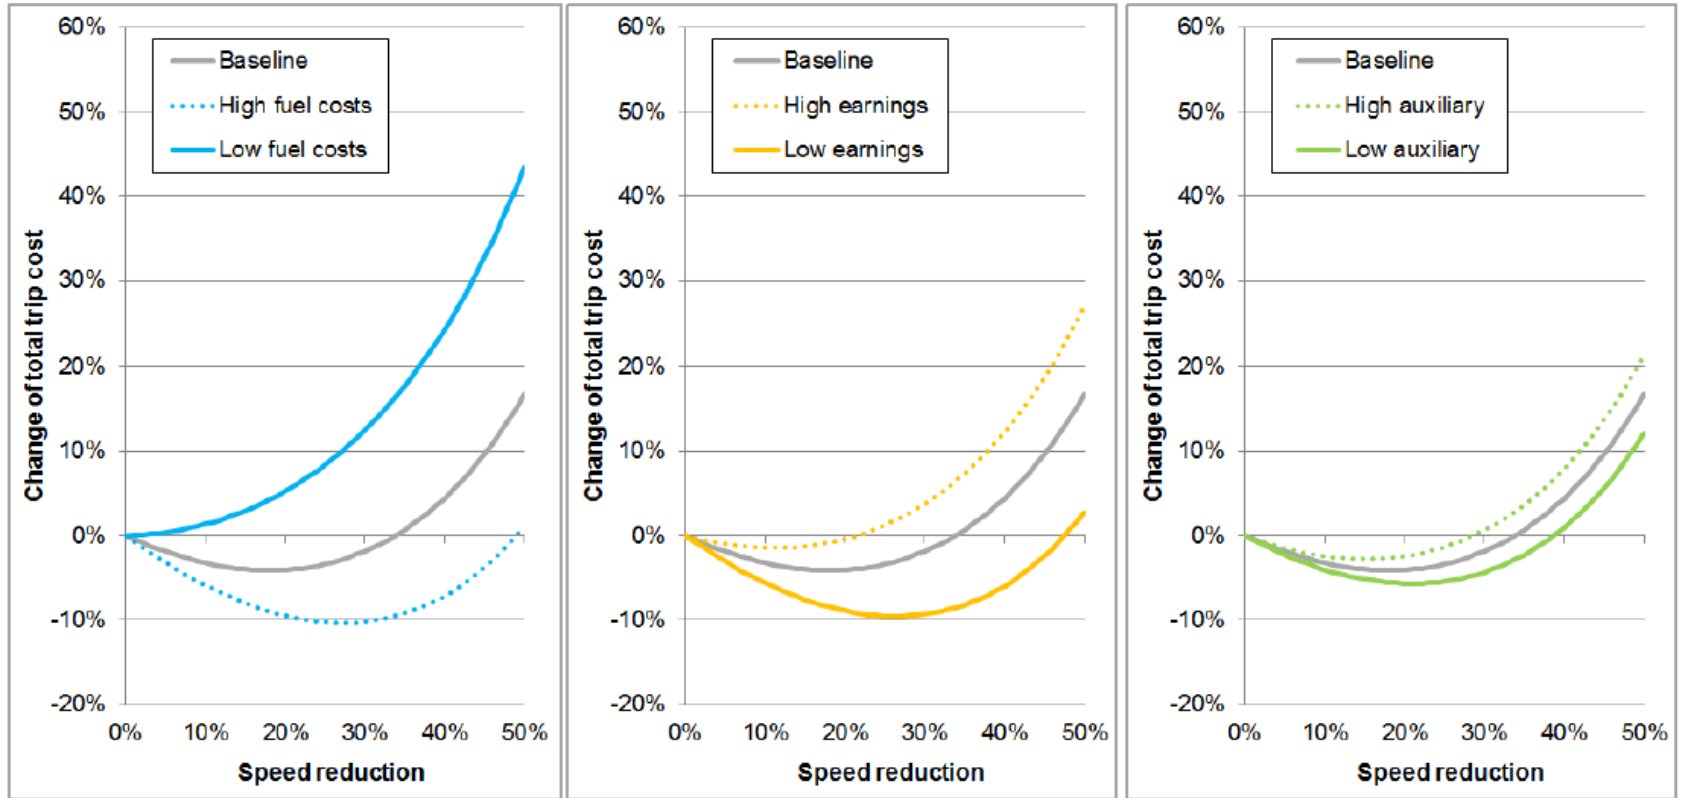 60%
50%
40%
30%
20%
10%
0%
-10%
-20%
Change of total trip cost
Baseline
High fuel costs
Low fuel costs
0% 10% 20% 30% 40% 50%
Speed reduction
60%
50%
40%
30%
20%
10%
0%
-10%
-20%
Change of total trip cost
Baseline
High earnings
Low earnings
0% 10% 20% 30% 40% 50%
Speed reduction
60%
50%
40%
30%
20%
10%
0%
-10%
-20%
Change of total trip cost
Baseline
High auxiliary
Low auxiliary
0% 10% 20% 30% 40% 50%
Speed reduction